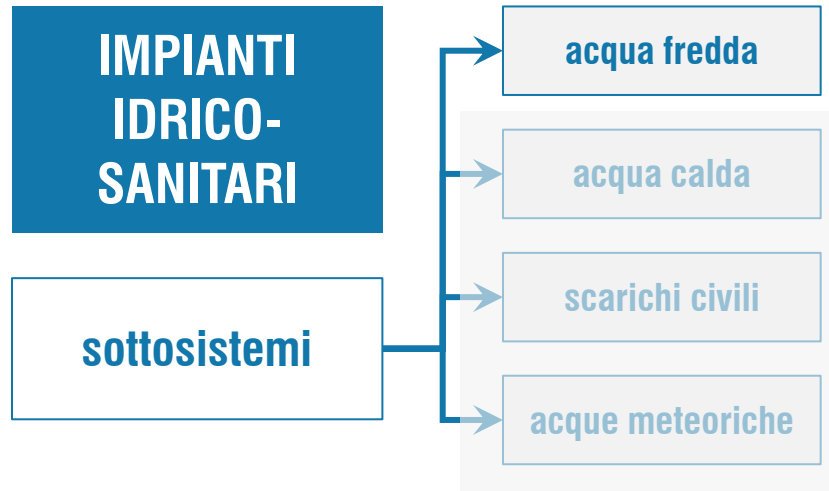 IMPIANTI
IDRICO-
SANITARI
sottosistemi
acqua fredda
acqua calda
scarichi civili
acque meteoriche